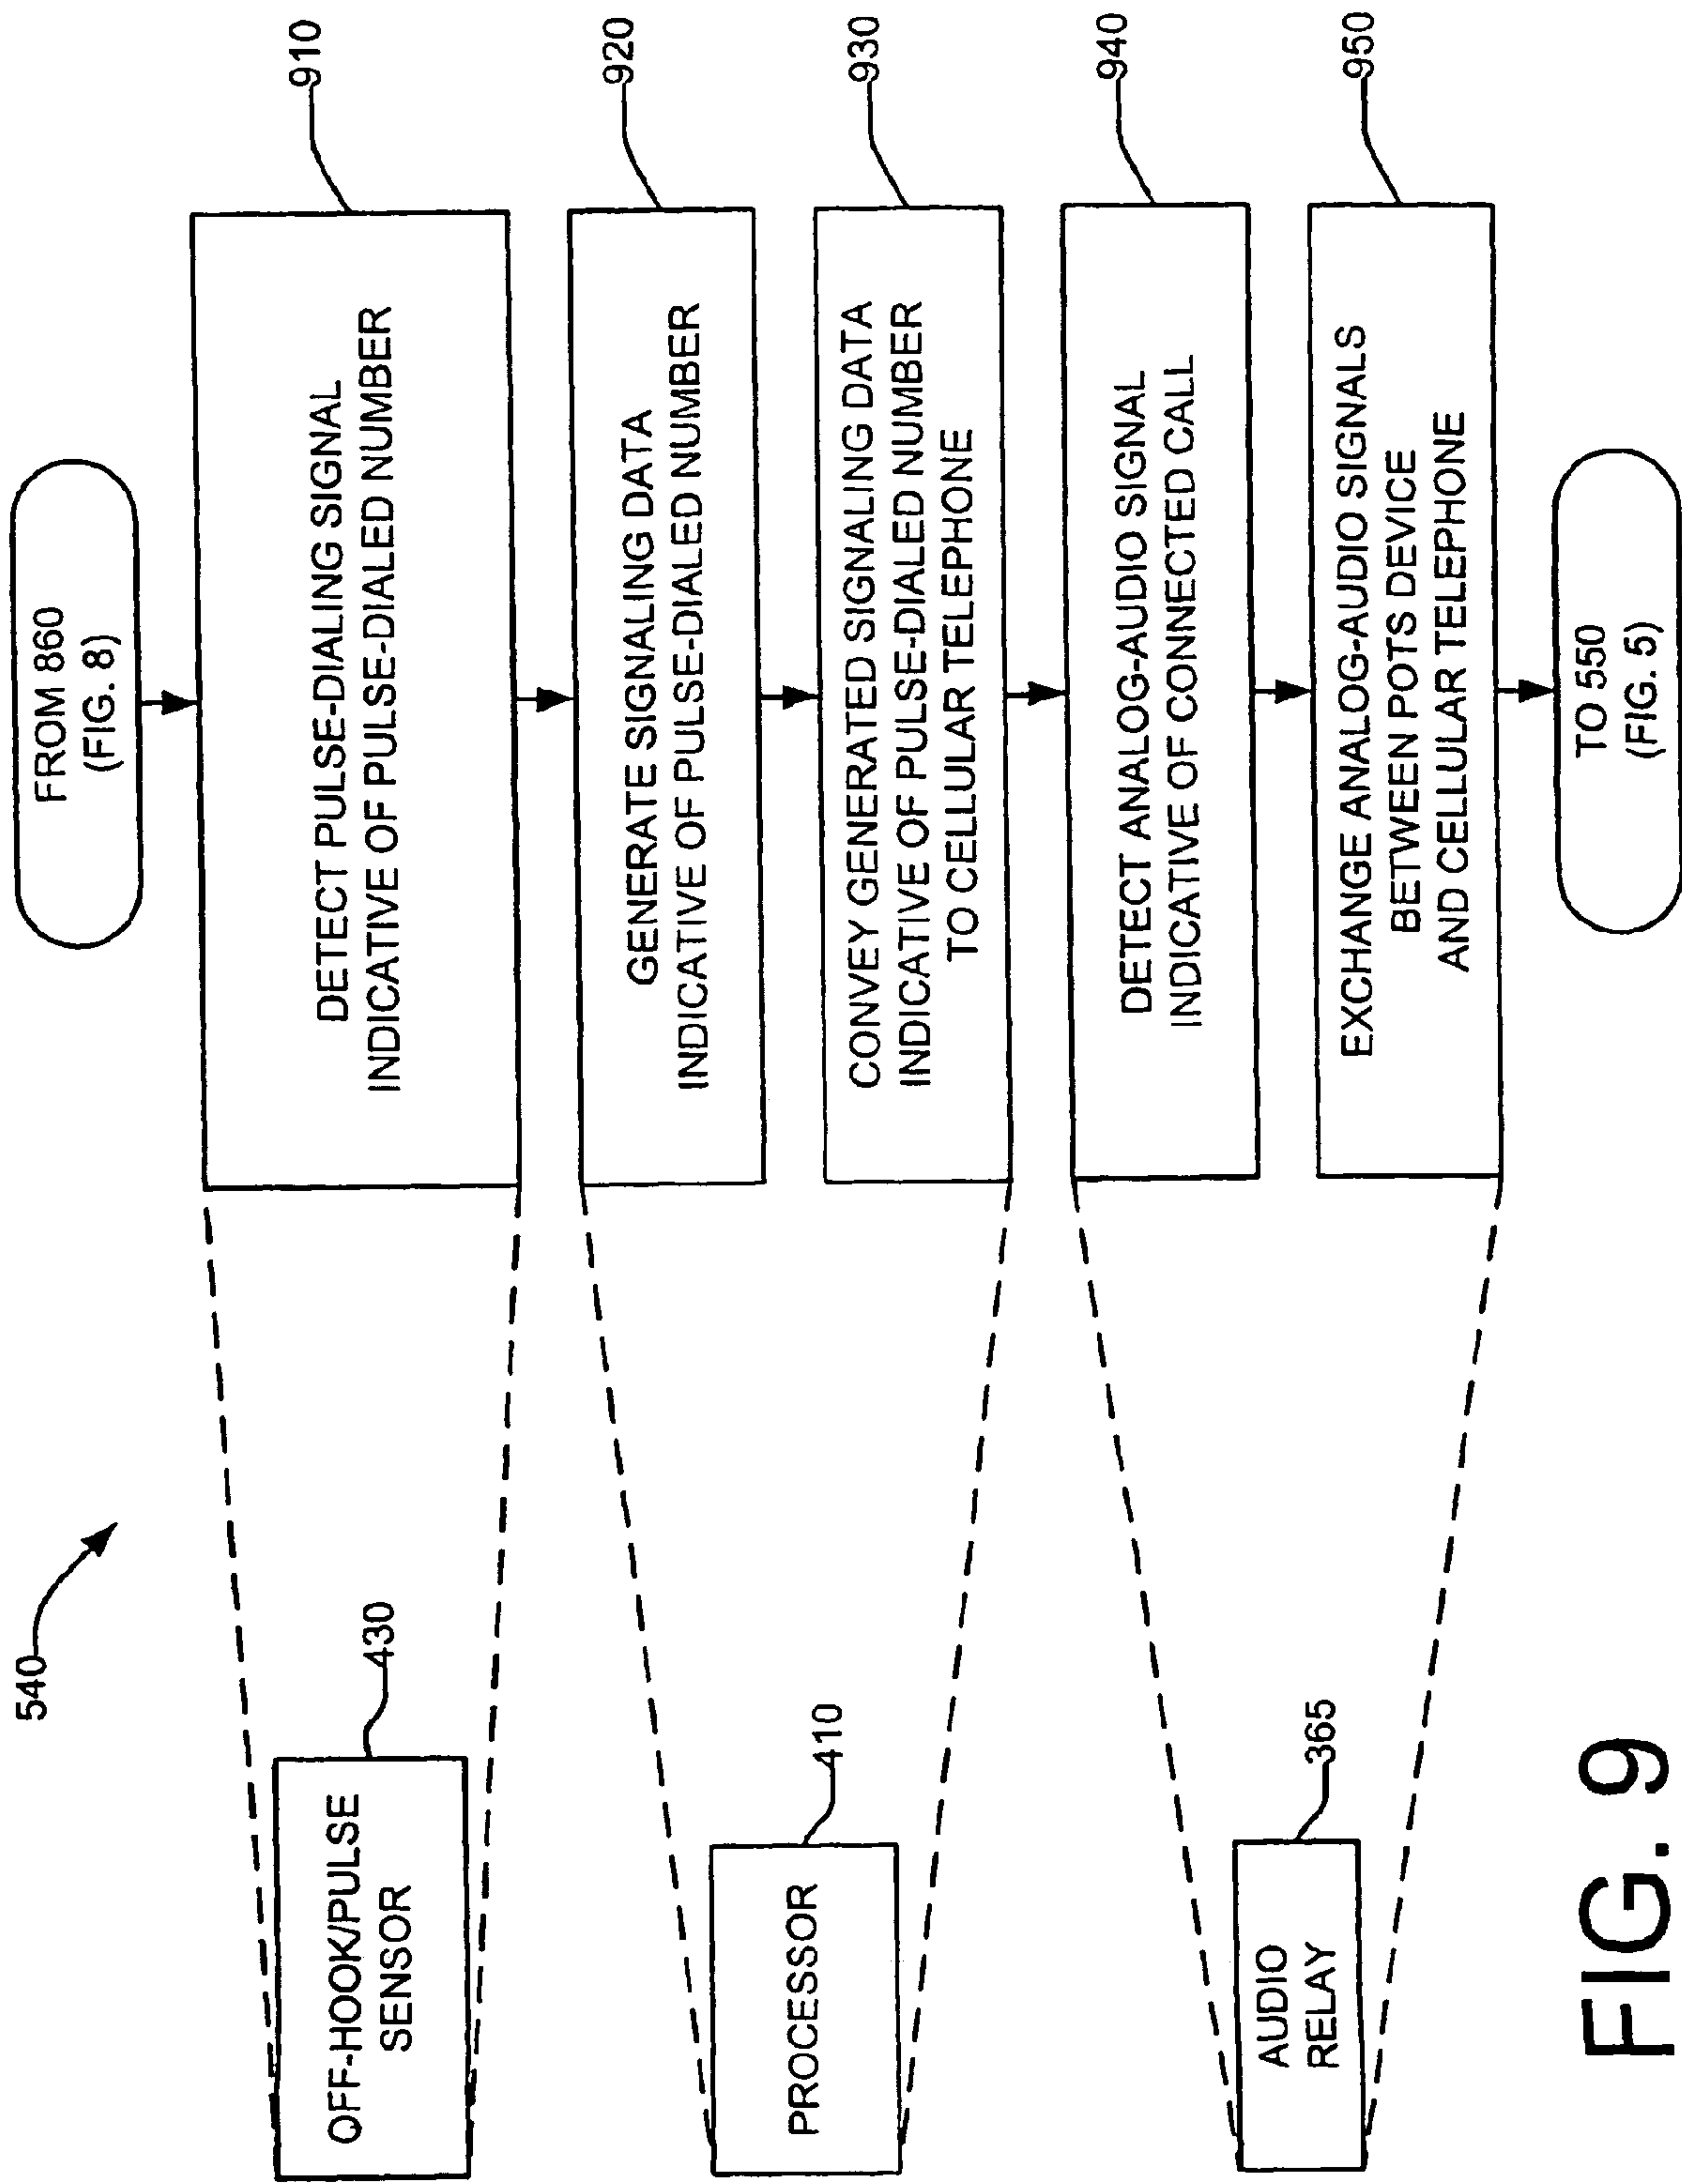 540
FROM 860
(FIG. 8)
OFF-HOOK/PULSE
SENSOR
430
DETECT PULSE-DIALING SIGNAL
INDICATIVE OF PULSE-DIALED NUMBER
910
PROCESSOR
410
GENERATE SIGNALING DATA
INDICATIVE OF PULSE-DIALED NUMBER
920
CONVEY GENERATED SIGNALING DATA
INDICATIVE OF PULSE-DIALED NUMBER
TO CELLULAR TELEPHONE
930
AUDIO
RELAY
365
DETECT ANALOG-AUDIO SIGNAL
INDICATIVE OF CONNECTED CALL
940
EXCHANGE ANALOG-AUDIO SIGNALS
BETWEEN POTS DEVICE
AND CELLULAR TELEPHONE
950
TO 550
(FIG. 5)
FIG. 9